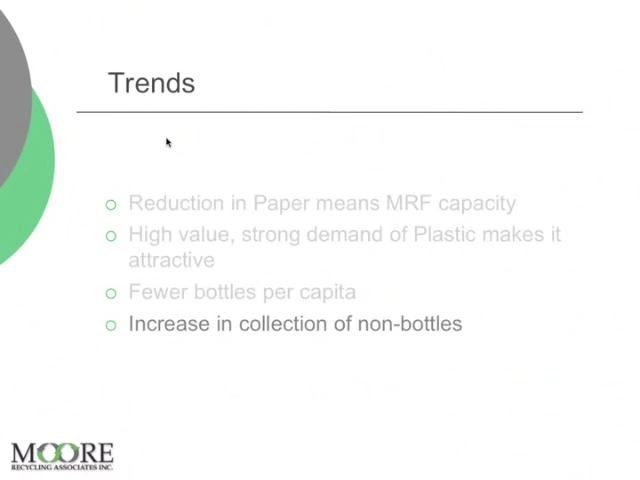 Trends
Reduction in Paper means MRF capacity
High value, strong demand of Plastic makes it
attractive
Fewer bottles per capita
Increase in collection of non-bottles
MOORE
RECYCLING ASSOCIATES INC.